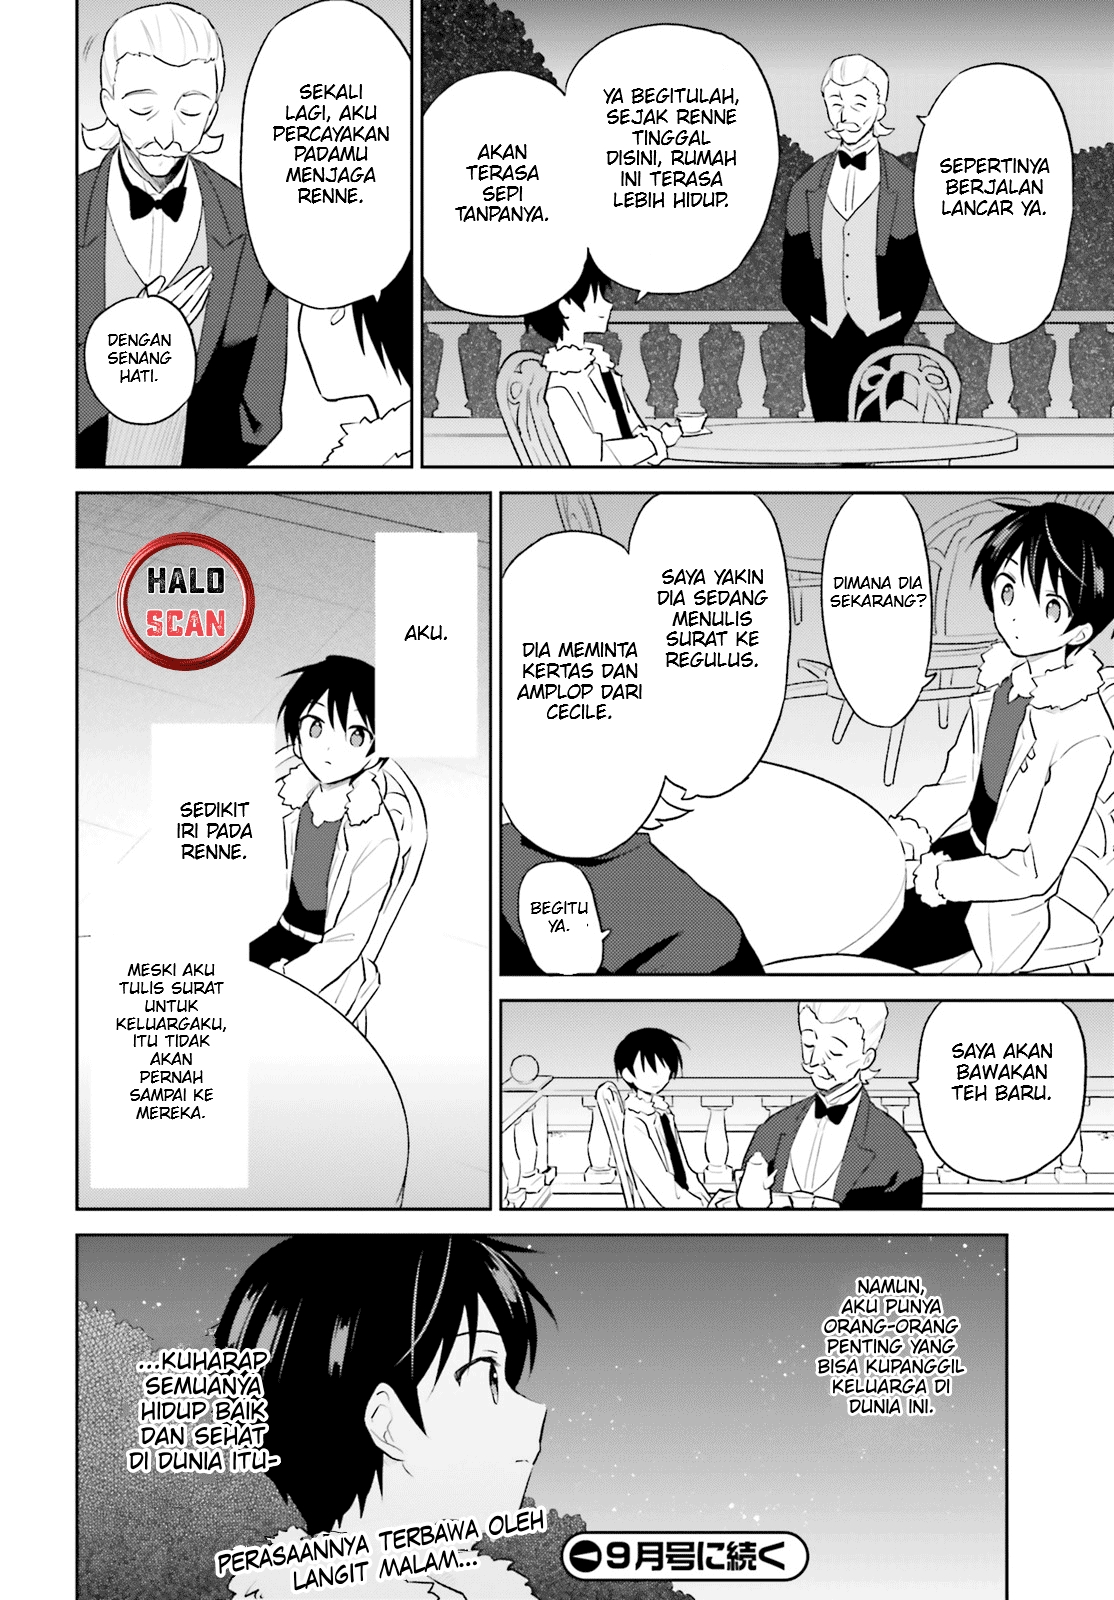 SEPERTINYA
BERJALAN
LANCAR YA.
YA BEGITULAH,
SEJAK RENNE
TINGGAL
DISINI, RUMAH
INI TERASA
LEBIH HIDUP.
AKAN
TERASA
SEPI
TANPANYA.
SEKALI
LAGI, AKU
PERCAYAKAN
PADAMU
MENJAGA
RENNE.
DENGAN
SENANG
HATI.
DIMANA DIA
SEKARANG?
SAYA YAKIN
DIA SEDANG
MENULIS
SURAT KE
REGULUS.
DIA MEMINTA
KERTAS DAN
AMPLOP DARI
CECILE.
BEGITU
YA.
SAYA AKAN
BAWAKAN
TEH BARU.
HALO
SCAN
AKU.
SEDIKIT
IRI PADA
RENNE.
MESKI AKU
TULIS SURAT
UNTUK
KELUARGAKU,
ITU TIDAK
AKAN
PERNAH
SAMPAI KE
MEREKA.
NAMUN,
AKU PUNYA
ORANG-ORANG
PENTING YANG
BISA KUPANGGIL
KELUARGA DI
DUNIA INI.
...KUHARAP
SEMUANYA
HIDUP BAIK
DAN SEHAT
DI DUNIA ITU-
PERASAANNYA TERBAWA OLEH
LANGIT MALAM...
9月号に続く